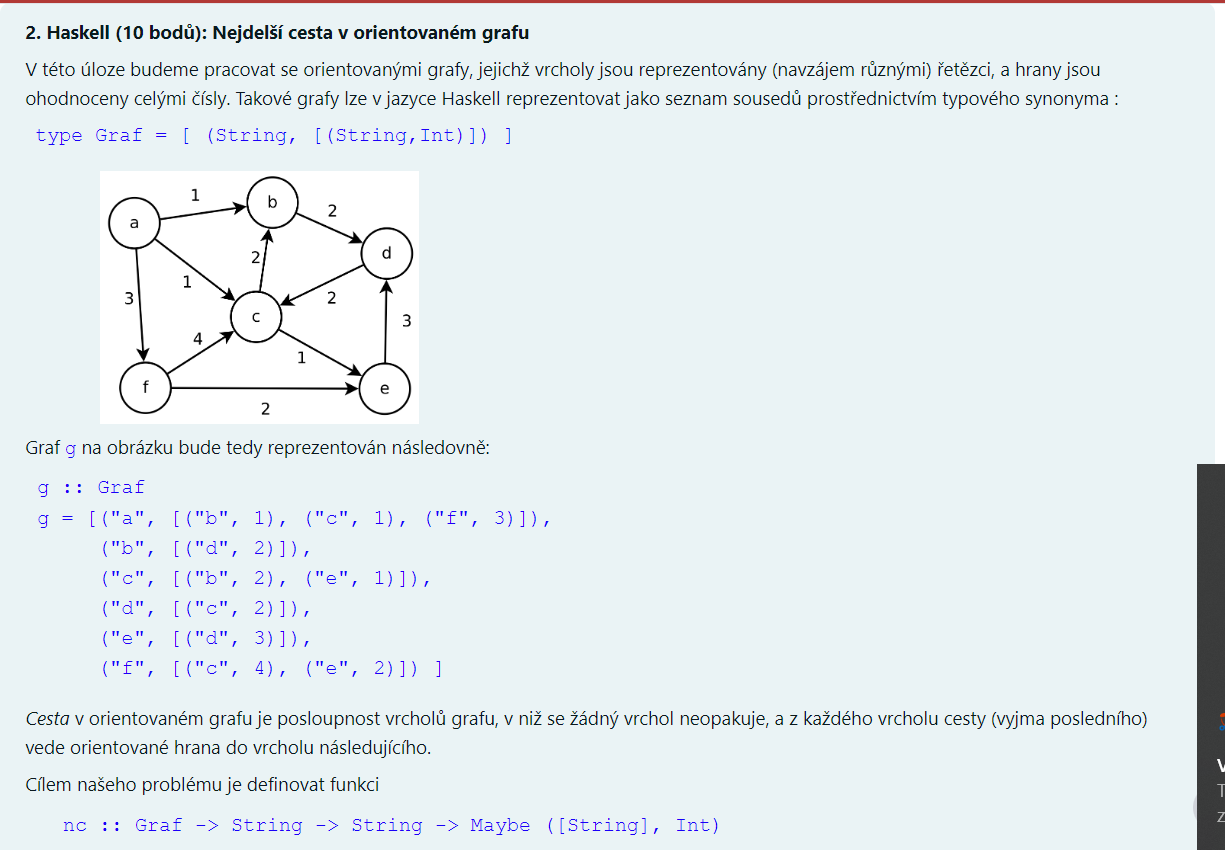 2. Haskell (10 bodů): Nejdelší cesta v orientovaném grafu
V této úloze budeme pracovat se orientovanými grafy, jejichž vrcholy jsou reprezentovány (navzájem různými) řetězci, a hrany jsou
ohodnoceny celými čísly. Takové grafy lze v jazyce Haskell reprezentovat jako seznam sousedů prostřednictvím typového synonyma :
type Graf = [ (String, [(String,Int)]) ]
1
b
a
2
2
d
1
3
2
c
3
4
1
f
e
2
Graf g na obrázku bude tedy reprezentován následovně:
g :: Graf
g = [("a", [("b", 1), ("c", 1), ("f", 3)]),
("b", [("d", 2)]),
("c", [("b", 2), ("e", 1)]),
("d", [("c", 2)]),
("e", [("d", 3)]),
("f", [("c", 4), ("e", 2)]) ]
Cesta v orientovaném grafu je posloupnost vrcholů grafu, v niž se žádný vrchol neopakuje, a z každého vrcholu cesty (vyjma posledního)
vede orientované hrana do vrcholu následujícího.
Cílem našeho problému je definovat funkci
nc :: Graf -> String -> String -> Maybe ([String], Int)